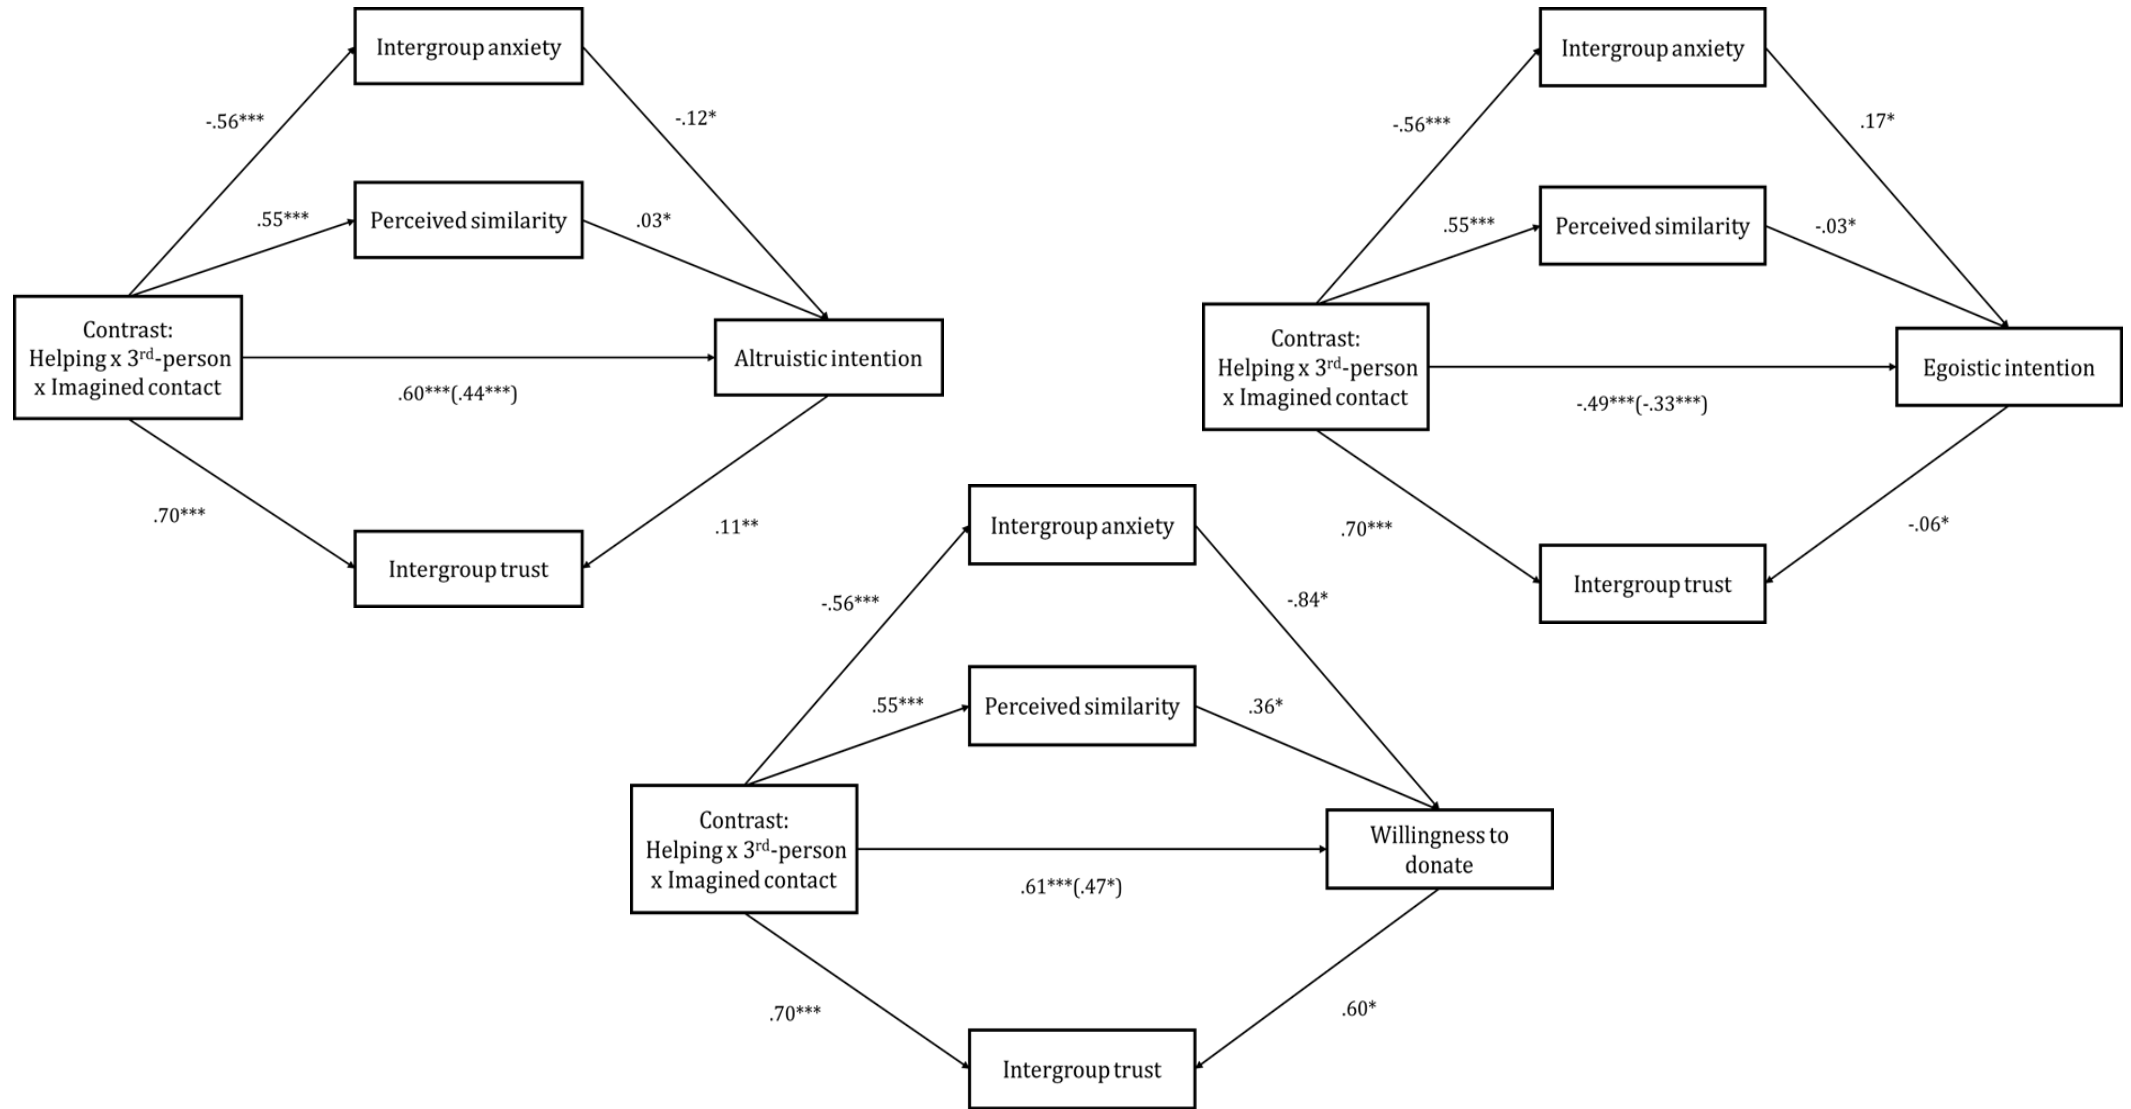 Intergroup anxiety
-.56***
-.12*
Perceived similarity
.55***
.03*
Contrast:
Helping x 3rd-person
x Imagined contact
Altruistic intention
.60***(.44***)
.70***
.11**
Intergroup trust
Intergroup anxiety
-.56***
.17*
Perceived similarity
.55***
-.03*
Contrast:
Helping x 3rd-person
x Imagined contact
Egoistic intention
-.49***(-.33***)
.70***
-.06*
Intergroup trust
Intergroup anxiety
-.56***
-.84*
Perceived similarity
.55***
.36*
Contrast:
Helping x 3rd-person
x Imagined contact
Willingness to
donate
.61***(.47*)
.70***
.60*
Intergroup trust